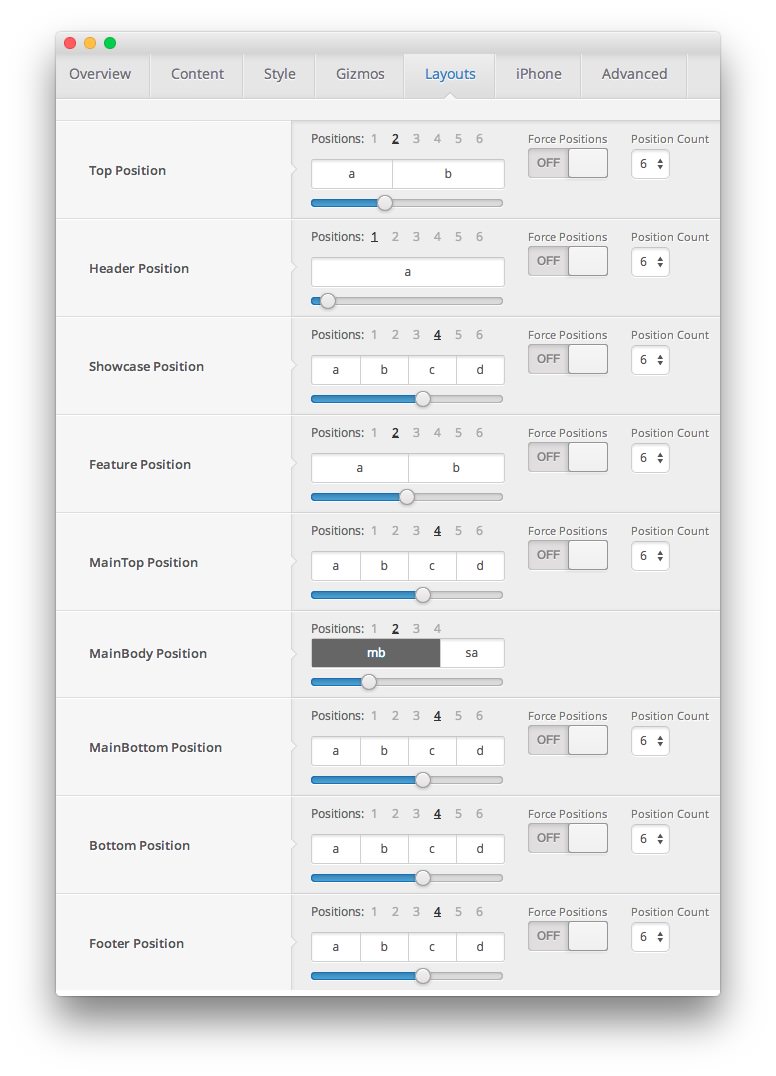 Overview Content Style Gizmos Layouts iPhone Advanced
Positions: 1 2 3 4 5 6 Force Positions Position Count
Top Position a b OFF 6
Positions: 1 2 3 4 5 6 Force Positions Position Count
Header Position a OFF 6
Positions: 1 2 3 4 5 6 Force Positions Position Count
Showcase Position a b c d OFF 6
Positions: 1 2 3 4 5 6 Force Positions Position Count
Feature Position a b OFF 6
Positions: 1 2 3 4 5 6 Force Positions Position Count
MainTop Position a b c d OFF 6
Positions: 1 2 3 4
MainBody Position mb sa
Positions: 1 2 3 4 5 6 Force Positions Position Count
MainBottom Position a b c d OFF 6
Positions: 1 2 3 4 5 6 Force Positions Position Count
Bottom Position a b c d OFF 6
Positions: 1 2 3 4 5 6 Force Positions Position Count
Footer Position a b c d OFF 6